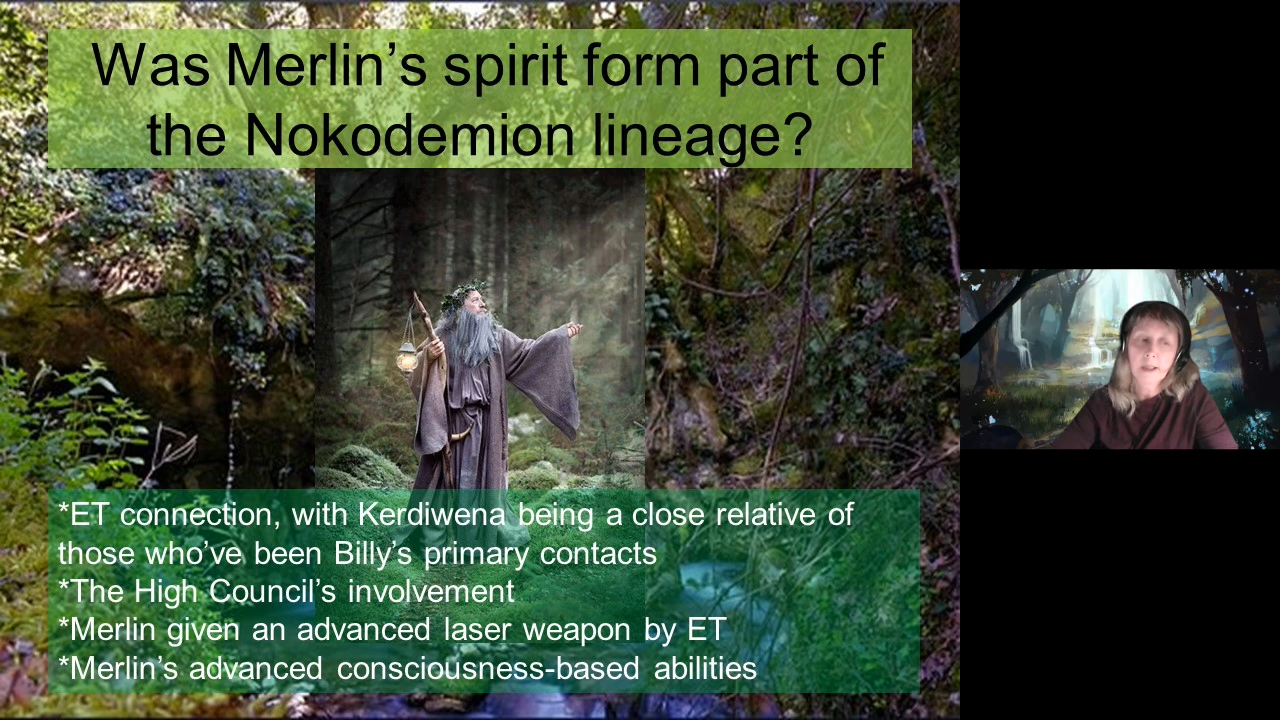 Was Merlin’s spirit form part of
the Nokodemion lineage?
*ET connection, with Kerdiwena being a close relative of
those who’ve been Billy’s primary contacts
*The High Council’s involvement
*Merlin given an advanced laser weapon by ET
*Merlin’s advanced consciousness-based abilities